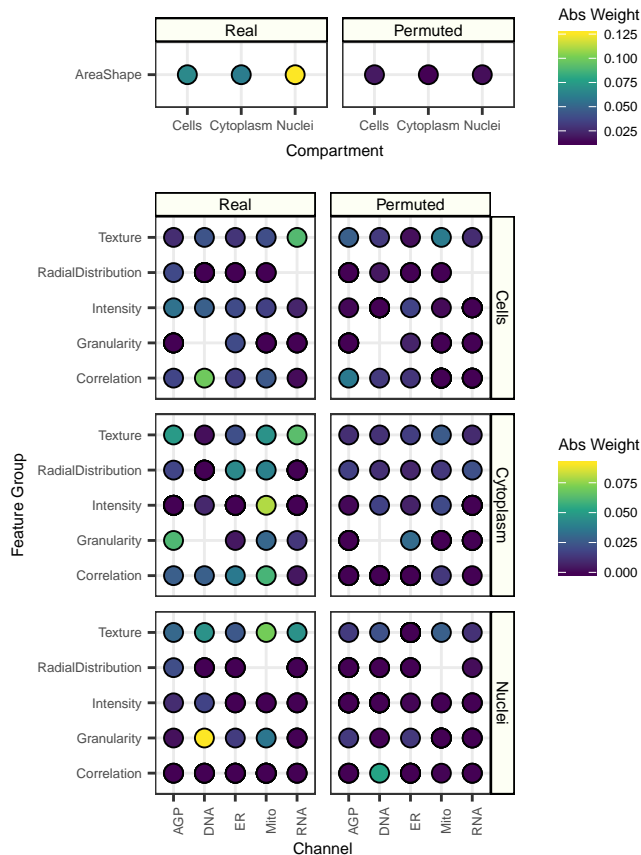 Real Permuted
AreaShape
Cells Cytoplasm Nuclei Cells Cytoplasm Nuclei
Compartment
Abs Weight
0.125
0.100
0.075
0.050
0.025
Real Permuted
Texture
RadialDistribution
Intensity
Granularity
Correlation
Cells
Texture
RadialDistribution
Intensity
Granularity
Correlation
Cytoplasm
Texture
RadialDistribution
Intensity
Granularity
Correlation
Nuclei
Feature Group
AGP DNA ER Mito RNA AGP DNA ER Mito RNA
Channel
Abs Weight
0.075
0.050
0.025
0.000